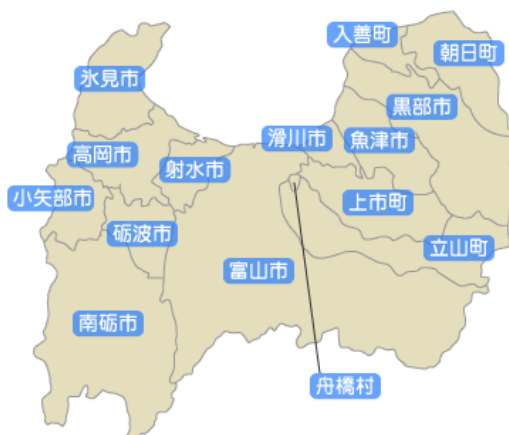 入善町
朝日町
氷見市
黒部市
滑川市
魚津市
高岡市
射水市
小矢部市
上市町
砺波市
立山町
富山市
南砺市
舟橋村